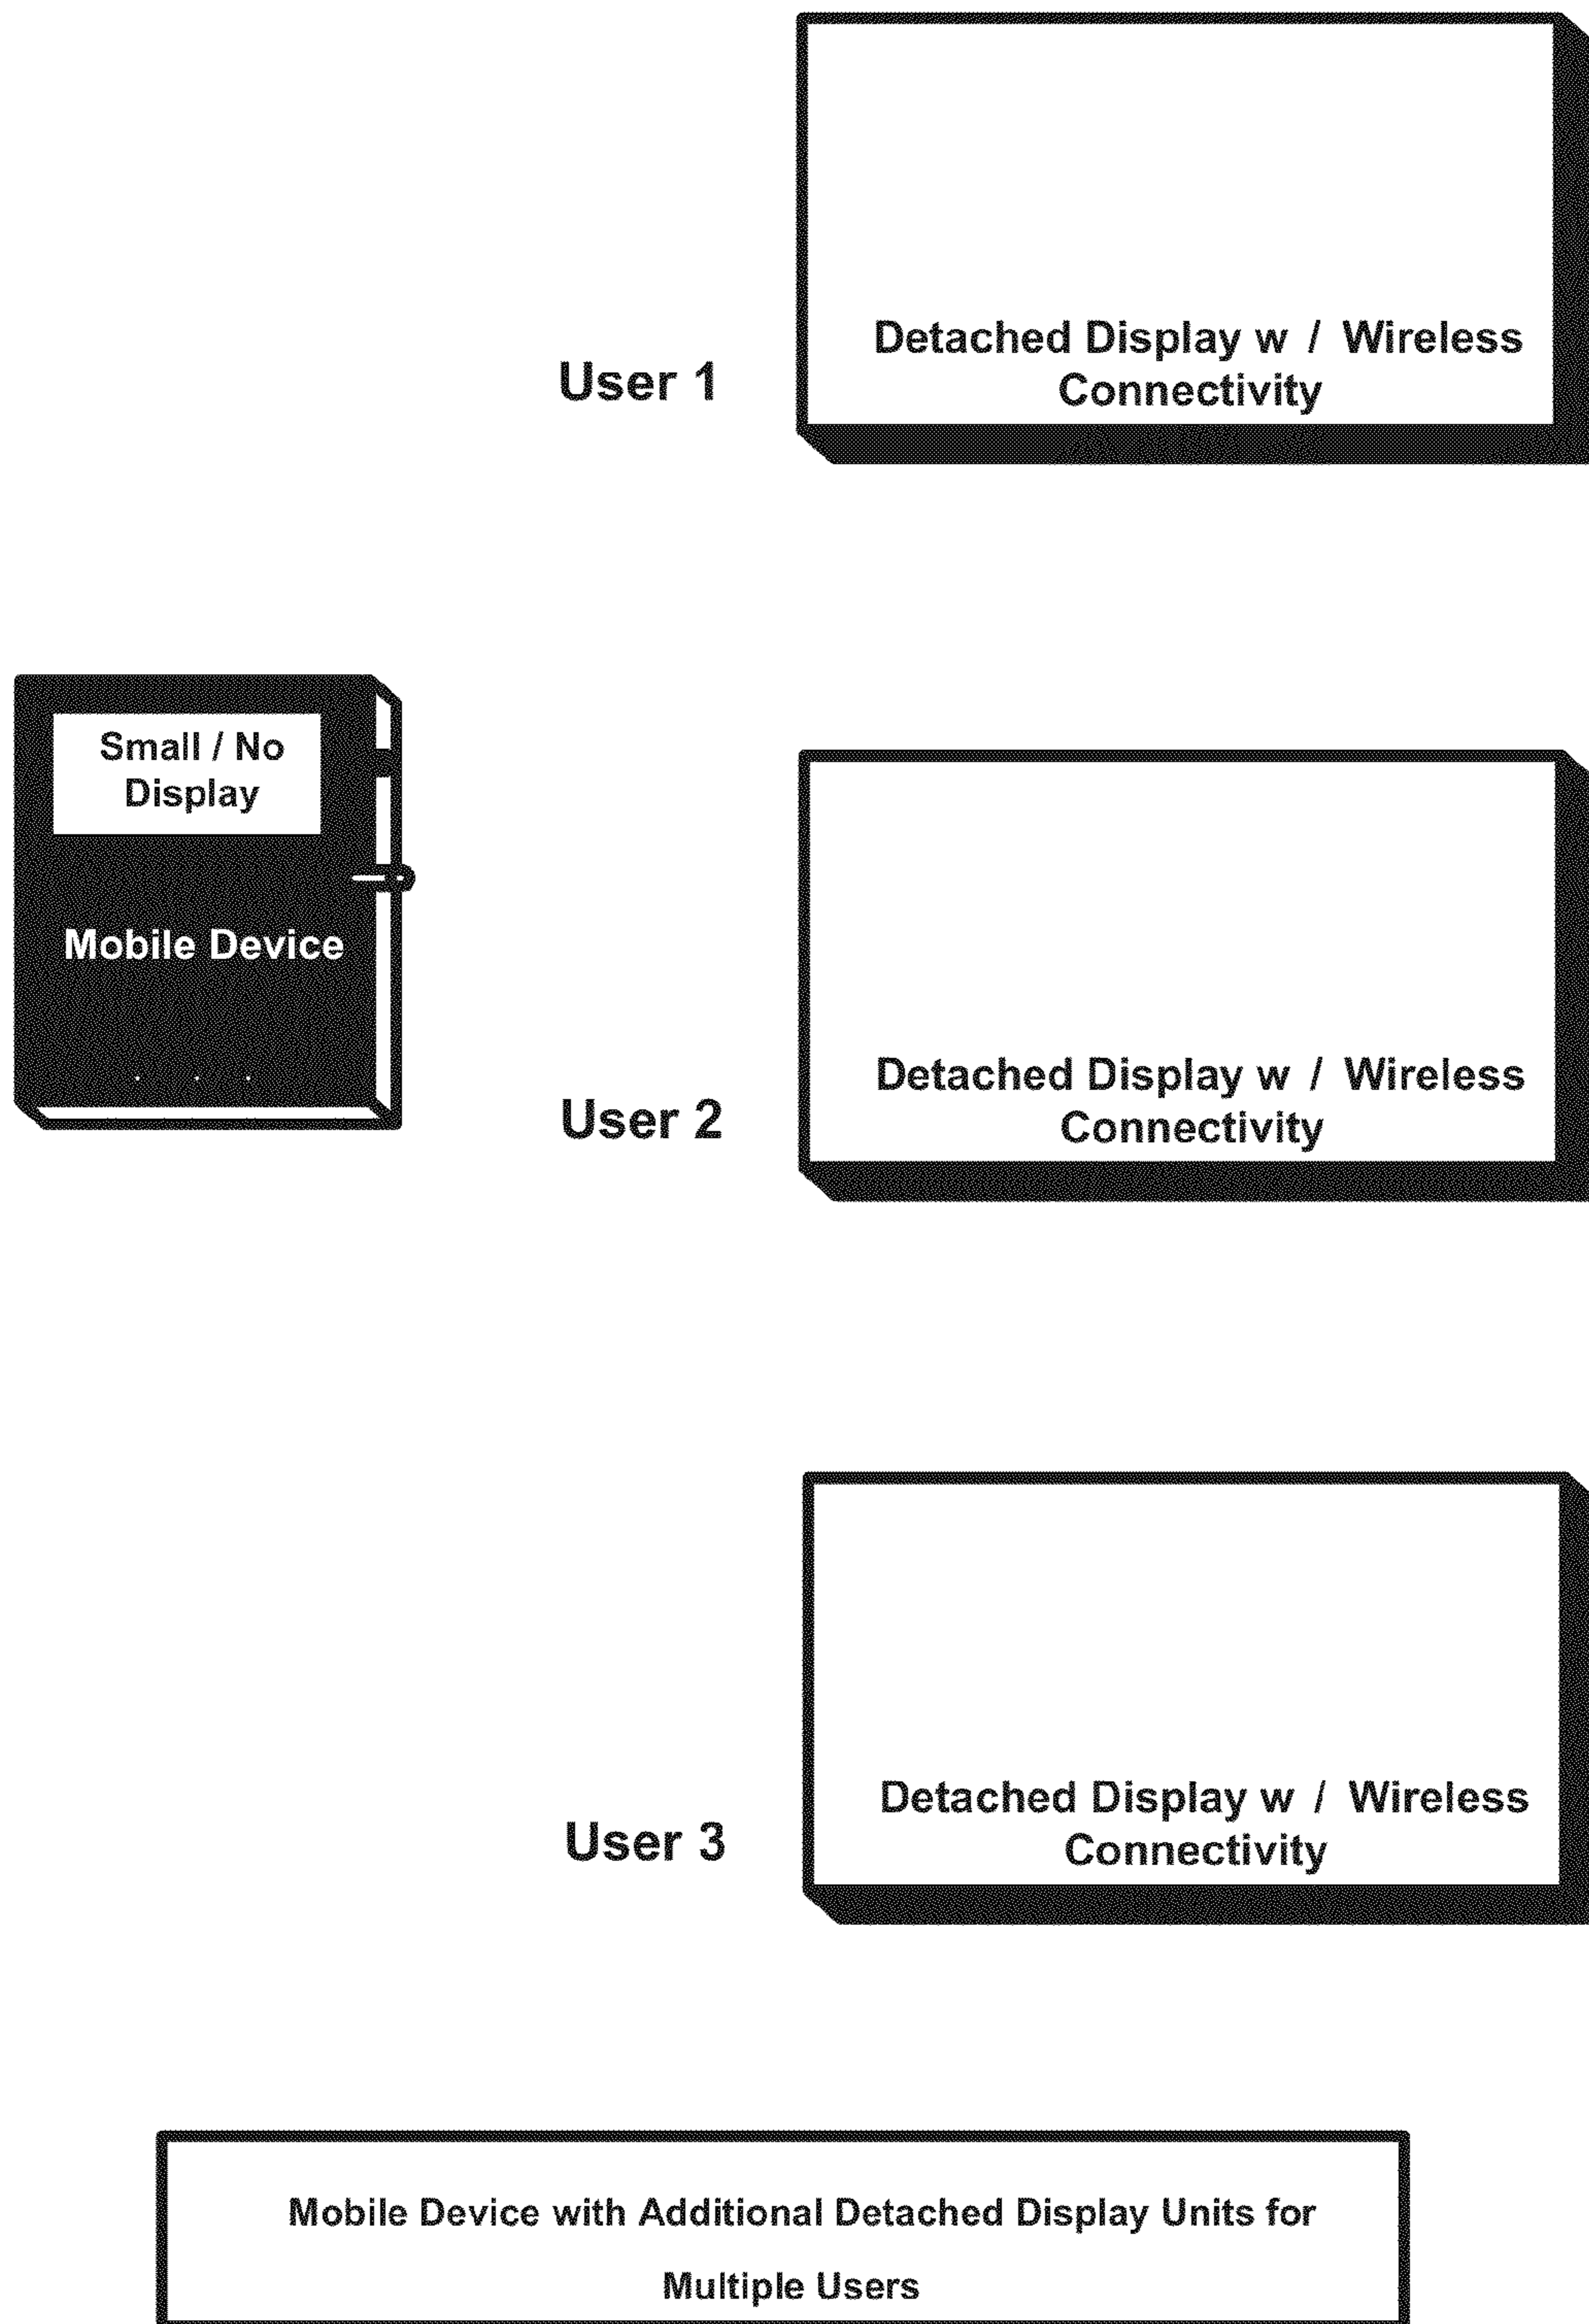 Detached Display w / Wireless
Connectivity
User 1
Small / No
Display
Mobile Device
Detached Display w / Wireless
Connectivity
User 2
Detached Display w / Wireless
Connectivity
User 3
Mobile Device with Additional Detached Display Units for
Multiple Users